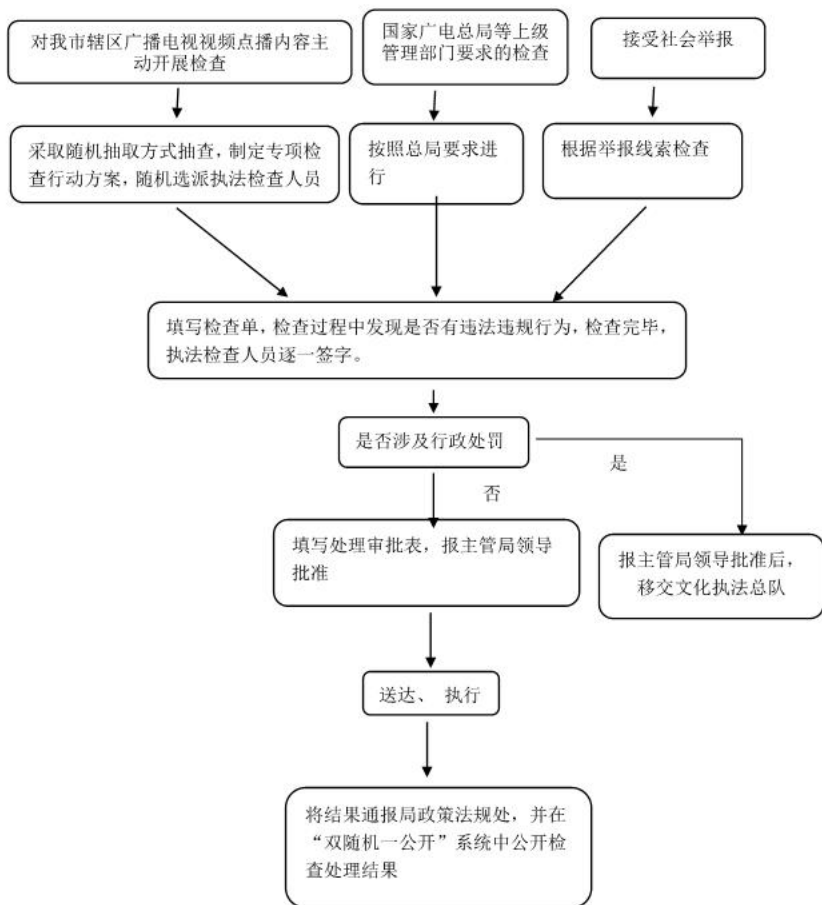 对我市辖区广播电视视频点播内容主
动开展检查
国家广电总局等上级
管理部门要求的检查
接受社会举报
采取随机抽取方式抽查，制定专项检
查行动方案，随机选派执法检查人员
按照总局要求进
行
根据举报线索检查
填写检查单，检查过程中发现是否有违法违规行为，检查完毕，
执法检查人员逐一签字。
是否涉及行政处罚
是
否
填写处理审批表，报主管局领导
批准
报主管局领导批准后，
移交文化执法总队
送达、 执行
将结果通报局政策法规处，并在
“双随机一公开”系统中公开检
查处理结果